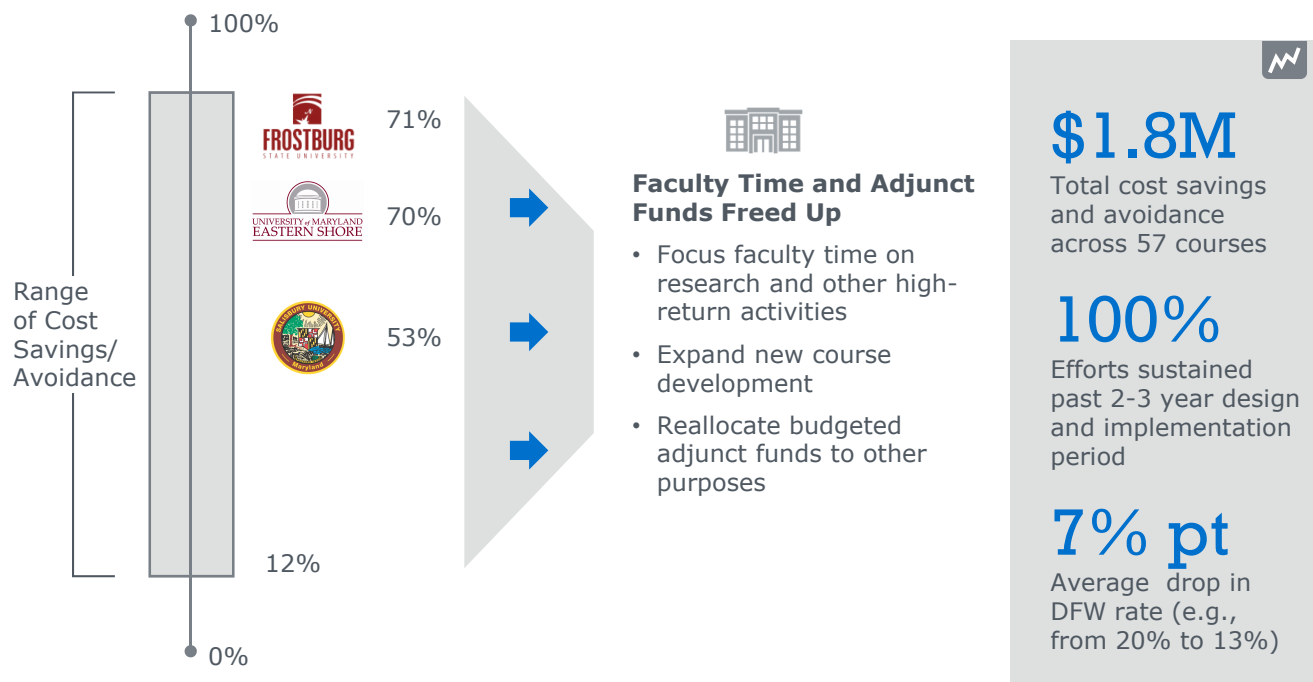 100%
Range
of Cost
Savings/
Avoidance
FROSTBURG
STATE UNIVERSITY
71%
UNIVERSITY of MARYLAND
EASTERN SHORE
70%
SALISBURY UNIVERSITY
Maryland
53%
12%
0%
Faculty Time and Adjunct
Funds Freed Up
• Focus faculty time on
research and other high-
return activities
• Expand new course
development
• Reallocate budgeted
adjunct funds to other
purposes
$1.8M
Total cost savings
and avoidance
across 57 courses
100%
Efforts sustained
past 2-3 year design
and implementation
period
7% pt
Average drop in
DFW rate (e.g.,
from 20% to 13%)